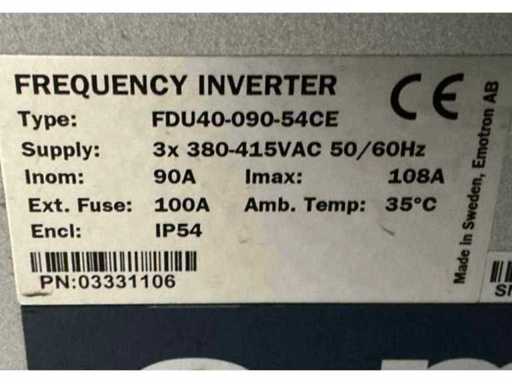 FREQUENCY INVERTER
CE
Type: FDU40-090-54CE
Supply: 3x 380-415VAC 50/60Hz
Inom: 90A Imax: 108A
Ext. Fuse: 100A Amb. Temp: 35°C
Encl: IP54
PN:03331106
Made in Sweden, Emotron AB